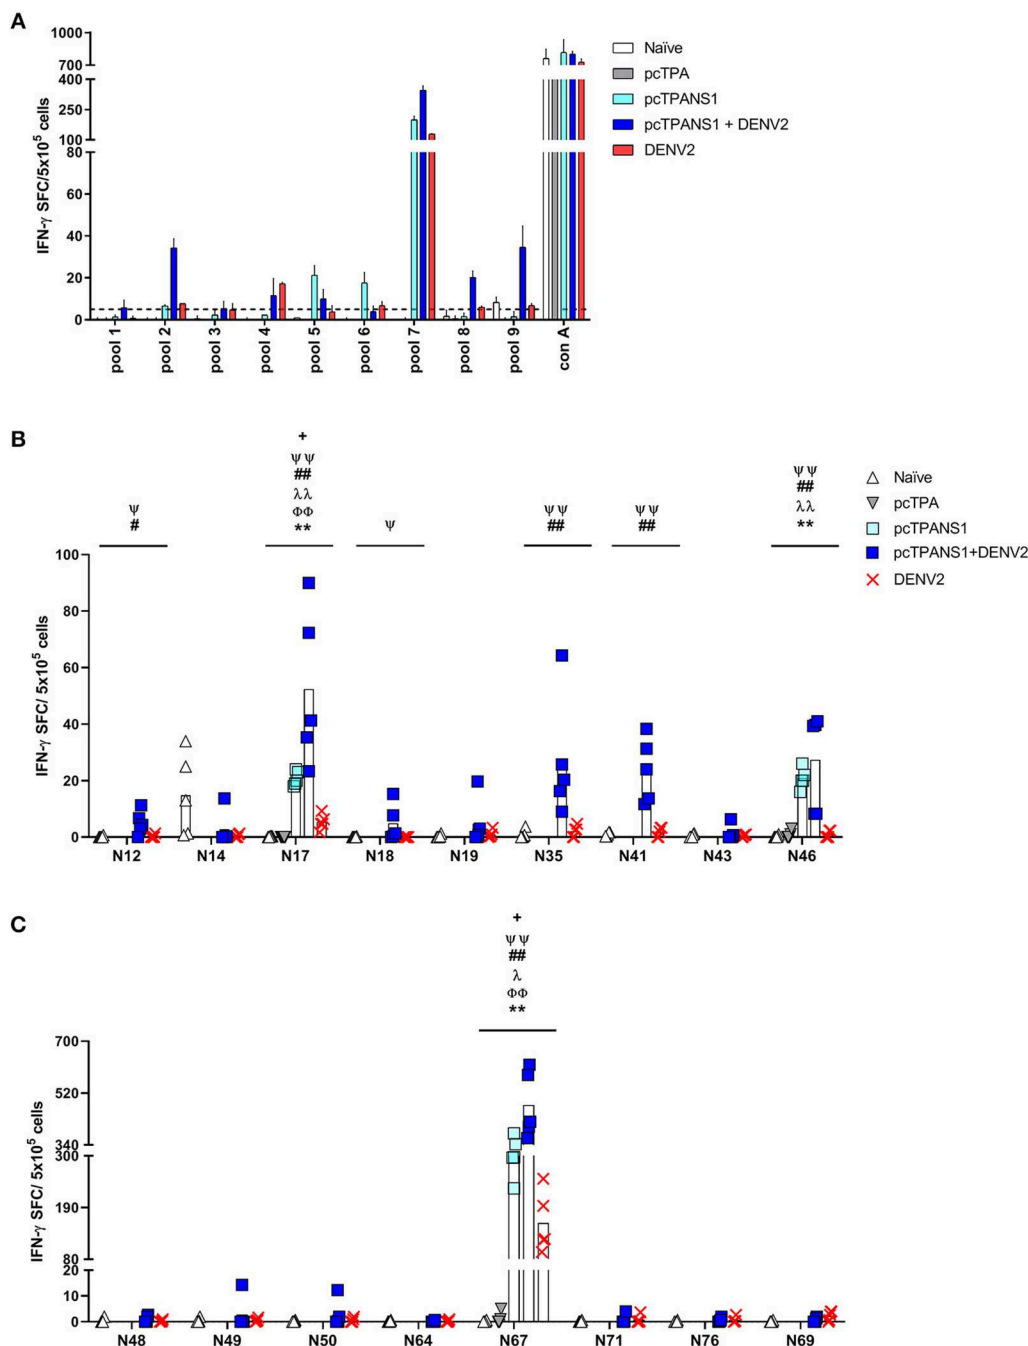 A
IFN-γ SFC/5x10⁵ cells
1000
700
400
250
100
80
60
40
20
0
pool 1
pool 2
pool 3
pool 4
pool 5
pool 6
pool 7
pool 8
pool 9
con A
Naïve
pcTPA
pcTPANS1
pcTPANS1 + DENV2
DENV2
B
ψ
#
+
ψψ
##
λλ
ΦΦ
**
ψ
ψψ
##
ψψ
##
ψψ
##
λλ
**
Naïve
pcTPA
pcTPANS1
pcTPANS1+DENV2
DENV2
IFN-γ SFC/ 5x10⁵ cells
100
80
60
40
20
0
N12 N14 N17 N18 N19 N35 N41 N43 N46
C
+
ψψ
##
λ
ΦΦ
**
IFN-γ SFC/ 5x10⁵ cells
700
520
340
300
190
80
20
10
0
N48 N49 N50 N64 N67 N71 N76 N69